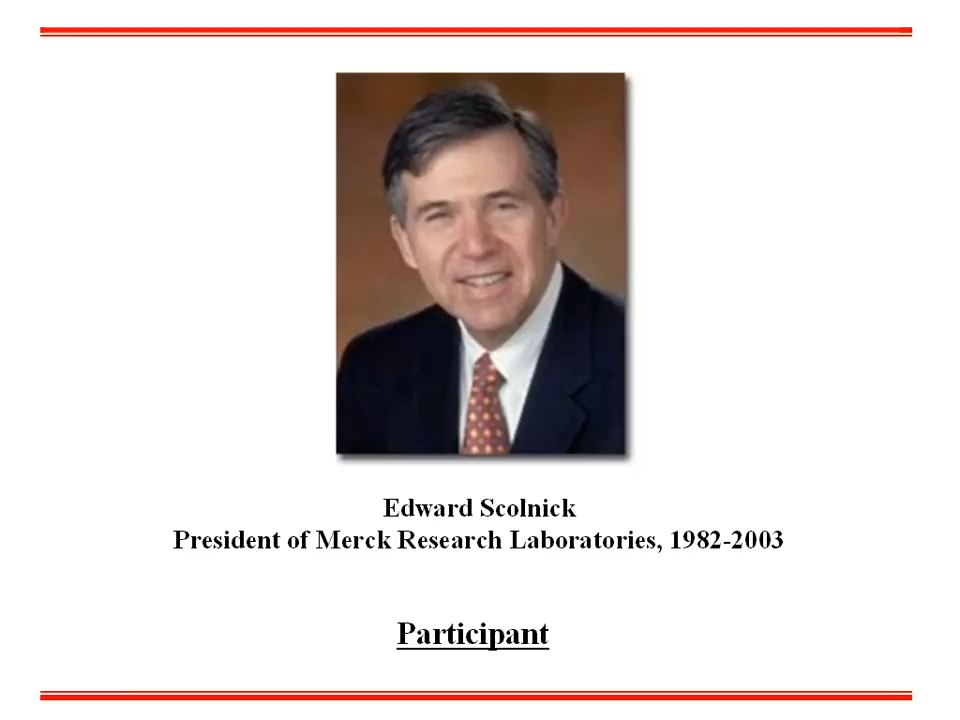 Edward Scolnick
President of Merck Research Laboratories, 1982-2003
Participant